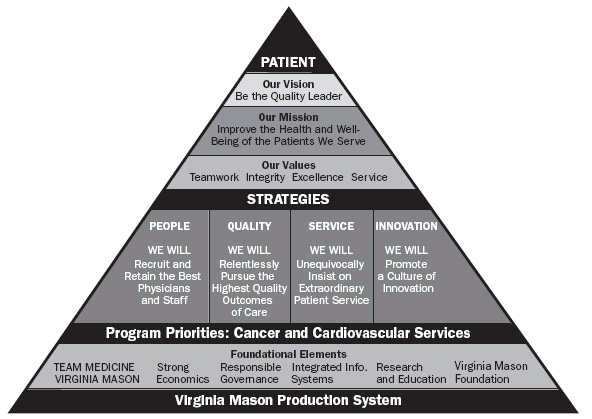 PATIENT
Our Vision
Be the Quality Leader
Our Mission
Improve the Health and Well-
Being of the Patients We Serve
Our Values
Teamwork Integrity Excellence Service
STRATEGIES
PEOPLE
WE WILL
Recruit and
Retain the Best
Physicians
and Staff
QUALITY
WE WILL
Relentlessly
Pursue the
Highest Quality
Outcomes
of Care
SERVICE
WE WILL
Unequivocally
Insist on
Extraordinary
Patient Service
INNOVATION
WE WILL
Promote
a Culture of
Innovation
Program Priorities: Cancer and Cardiovascular Services
Foundational Elements
TEAM MEDICINE
VIRGINIA MASON
Strong
Economics
Responsible
Governance
Integrated Info.
Systems
Research
and Education
Virginia Mason
Foundation
Virginia Mason Production System